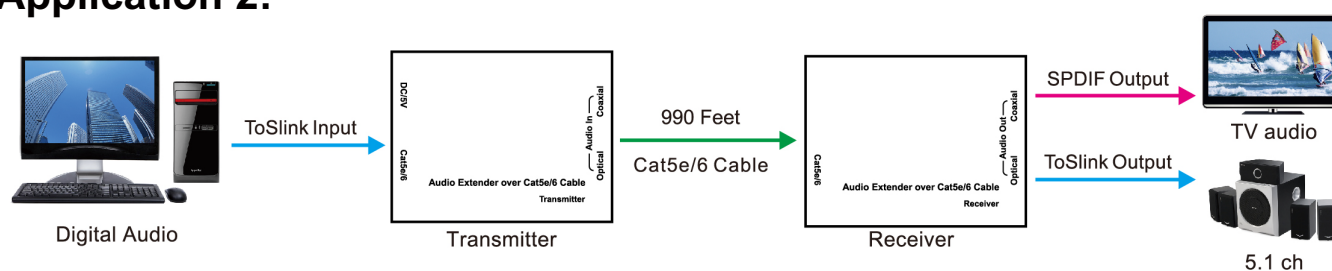 Application 2:
ToSlink Input
DC/5V
Cat5e/6
Audio In
Coaxial
Optical
Audio Extender over Cat5e/6 Cable
Transmitter
990 Feet
Cat5e/6 Cable
Cat5e/6
Audio Out
Coaxial
Optical
Audio Extender over Cat5e/6 Cable
Receiver
SPDIF Output
ToSlink Output
TV audio
5.1 ch
Digital Audio
Transmitter
Receiver